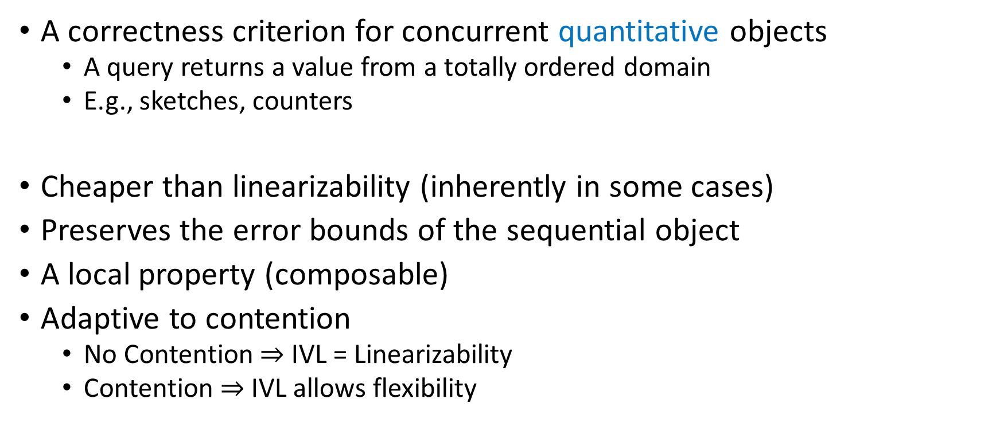 • A correctness criterion for concurrent quantitative objects
• A query returns a value from a totally ordered domain
• E.g., sketches, counters
• Cheaper than linearizability (inherently in some cases)
• Preserves the error bounds of the sequential object
• A local property (composable)
• Adaptive to contention
• No Contention ⇒ IVL = Linearizability
• Contention ⇒ IVL allows flexibility